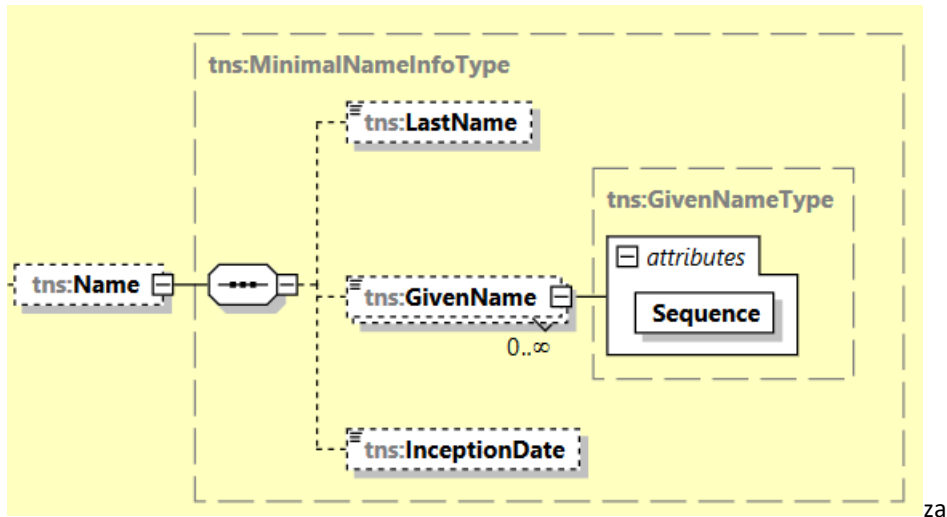 tns:MinimalNameInfoType
tns:LastName
tns:GivenNameType
attributes
tns:Name
tns:GivenName
Sequence
0..∞
tns:InceptionDate
za